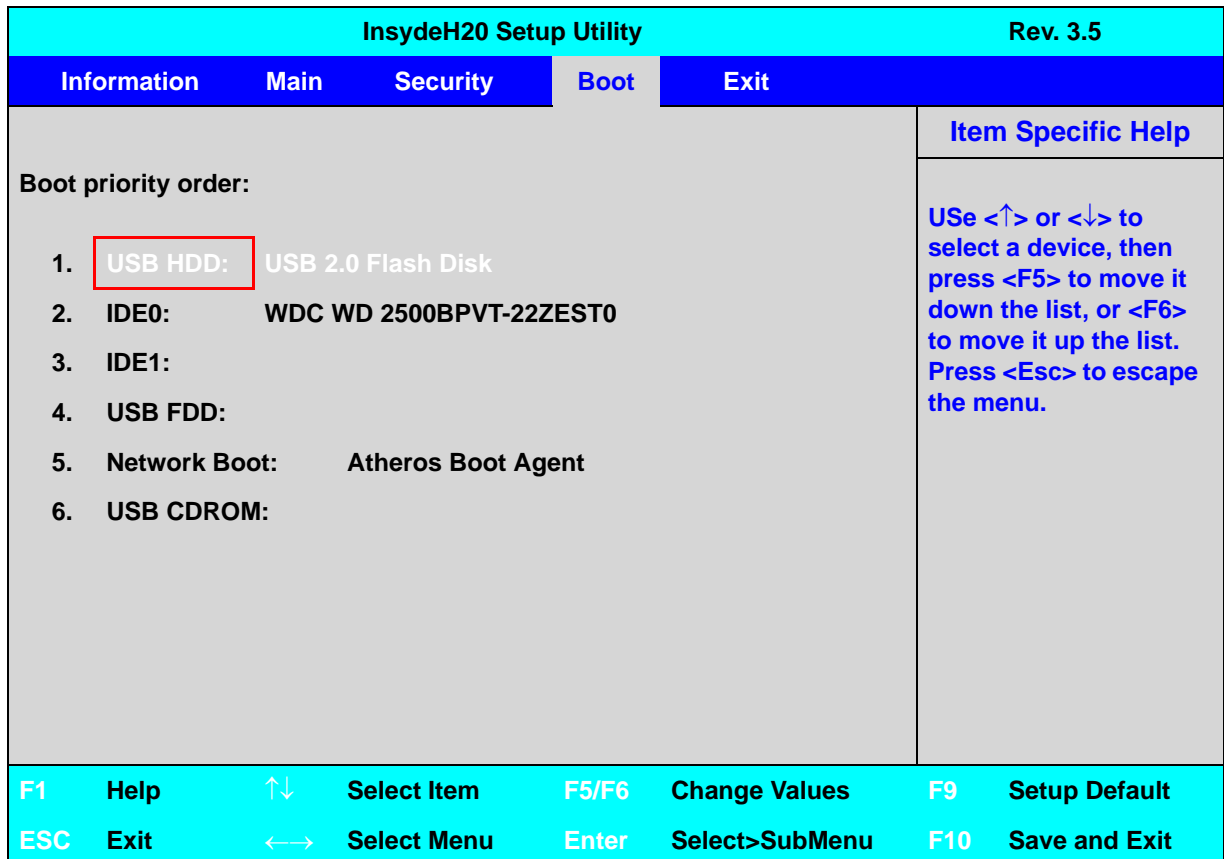 InsydeH20 Setup Utility Rev. 3.5
Information Main Security Boot Exit
Item Specific Help
Boot priority order:
USe <↑> or <↓> to
select a device, then
press <F5> to move it
down the list, or <F6>
to move it up the list.
Press <Esc> to escape
the menu.
1. USB HDD: USB 2.0 Flash Disk
2. IDE0: WDC WD 2500BPVT-22ZEST0
3. IDE1:
4. USB FDD:
5. Network Boot: Atheros Boot Agent
6. USB CDROM:
F1 Help ↑↓ Select Item F5/F6 Change Values F9 Setup Default
ESC Exit ←→ Select Menu Enter Select>SubMenu F10 Save and Exit